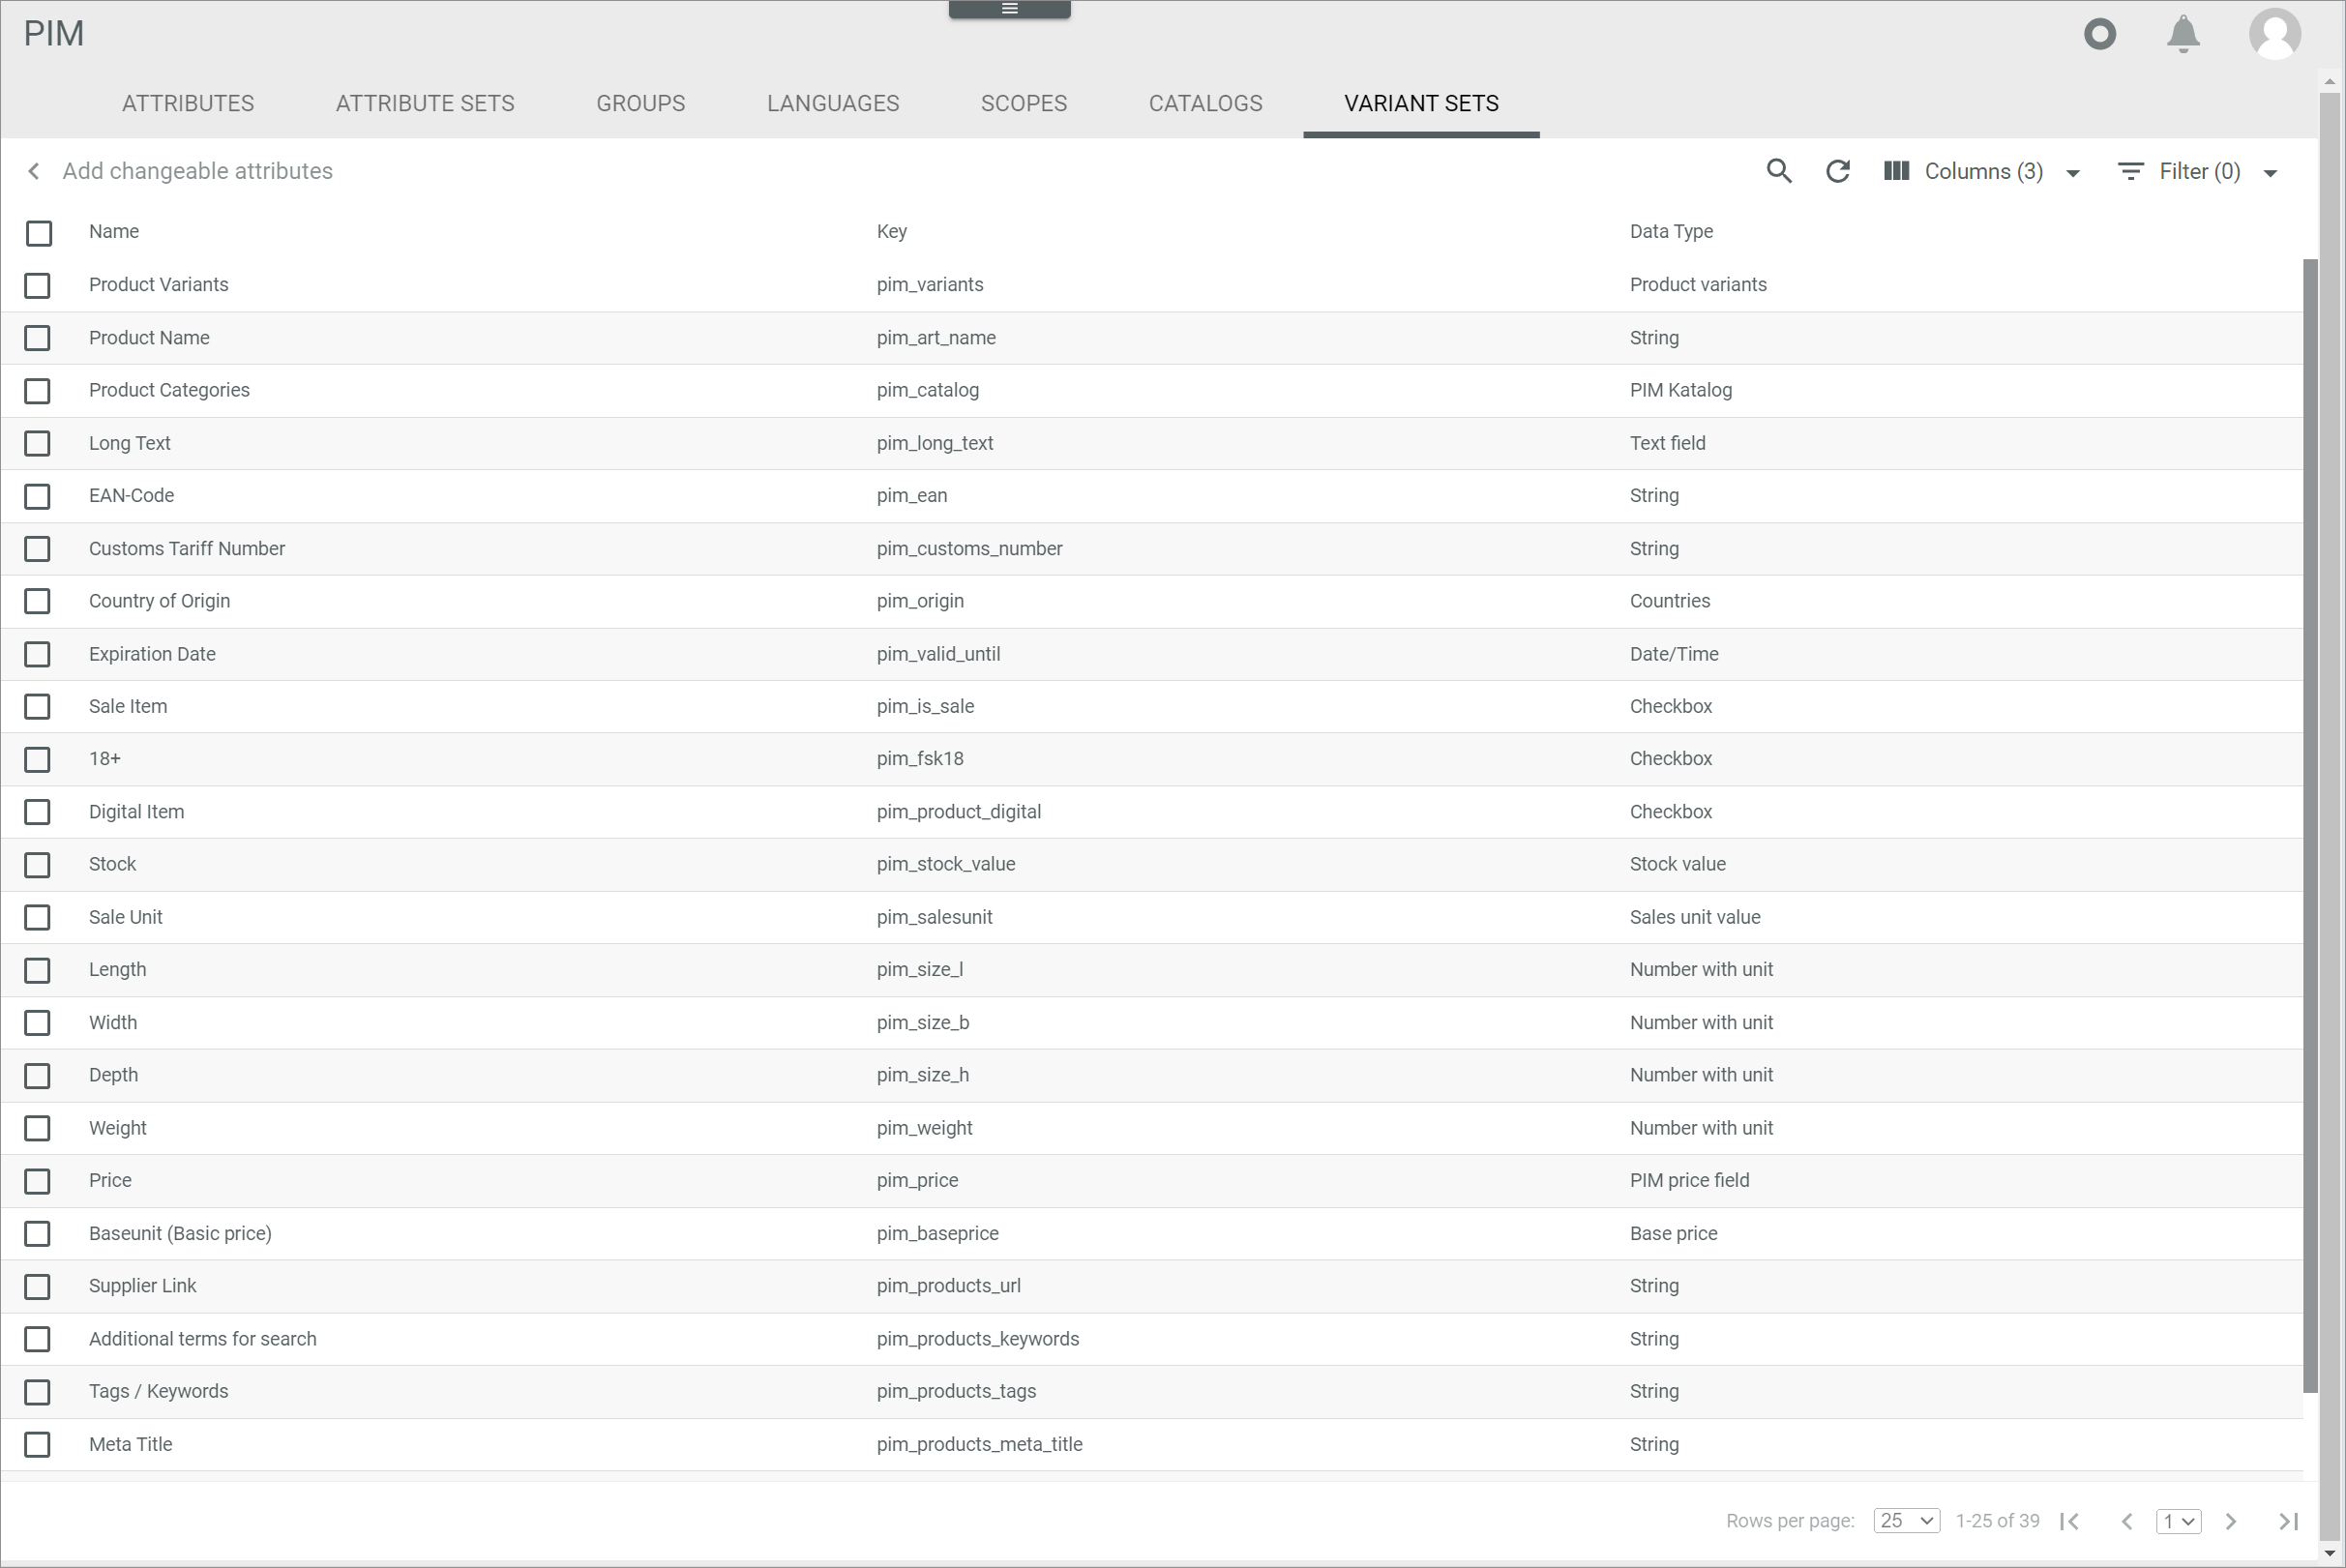 PIM
ATTRIBUTES ATTRIBUTE SETS GROUPS LANGUAGES SCOPES CATALOGS VARIANT SETS
Add changeable attributes Columns (3) Filter (0)
Name Key Data Type
Product Variants pim_variants Product variants
Product Name pim_art_name String
Product Categories pim_catalog PIM Katalog
Long Text pim_long_text Text field
EAN-Code pim_ean String
Customs Tariff Number pim_customs_number String
Country of Origin pim_origin Countries
Expiration Date pim_valid_until Date/Time
Sale Item pim_is_sale Checkbox
18+ pim_fsk18 Checkbox
Digital Item pim_product_digital Checkbox
Stock pim_stock_value Stock value
Sale Unit pim_salesunit Sales unit value
Length pim_size_l Number with unit
Width pim_size_b Number with unit
Depth pim_size_h Number with unit
Weight pim_weight Number with unit
Price pim_price PIM price field
Baseunit (Basic price) pim_baseprice Base price
Supplier Link pim_products_url String
Additional terms for search pim_products_keywords String
Tags / Keywords pim_products_tags String
Meta Title pim_products_meta_title String
Rows per page: 25 1-25 of 39 1